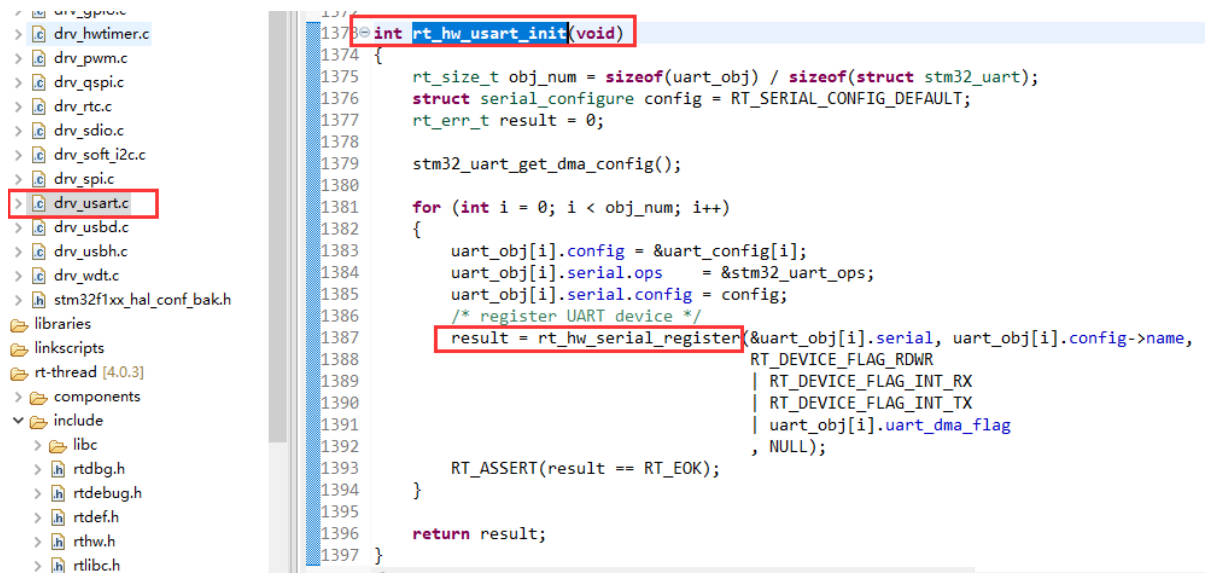 drv_gpio.c
drv_hwtimer.c
drv_pwm.c
drv_qspi.c
drv_rtc.c
drv_sdio.c
drv_soft_i2c.c
drv_spi.c
drv_usart.c
drv_usbd.c
drv_usbh.c
drv_wdt.c
stm32f1xx_hal_conf_bak.h
libraries
linkscripts
rt-thread [4.0.3]
components
include
libc
rtdbg.h
rtdebug.h
rtdef.h
rthw.h
rtlibc.h
1372
1373 int rt_hw_usart_init(void)
1374 {
1375     rt_size_t obj_num = sizeof(uart_obj) / sizeof(struct stm32_uart);
1376     struct serial_configure config = RT_SERIAL_CONFIG_DEFAULT;
1377     rt_err_t result = 0;
1378
1379     stm32_uart_get_dma_config();
1380
1381     for (int i = 0; i < obj_num; i++)
1382     {
1383         uart_obj[i].config = &uart_config[i];
1384         uart_obj[i].serial.ops    = &stm32_uart_ops;
1385         uart_obj[i].serial.config = config;
1386         /* register UART device */
1387         result = rt_hw_serial_register(&uart_obj[i].serial, uart_obj[i].config->name,
1388                                        RT_DEVICE_FLAG_RDWR
1389                                        | RT_DEVICE_FLAG_INT_RX
1390                                        | RT_DEVICE_FLAG_INT_TX
1391                                        | uart_obj[i].uart_dma_flag
1392                                        , NULL);
1393         RT_ASSERT(result == RT_EOK);
1394     }
1395
1396     return result;
1397 }